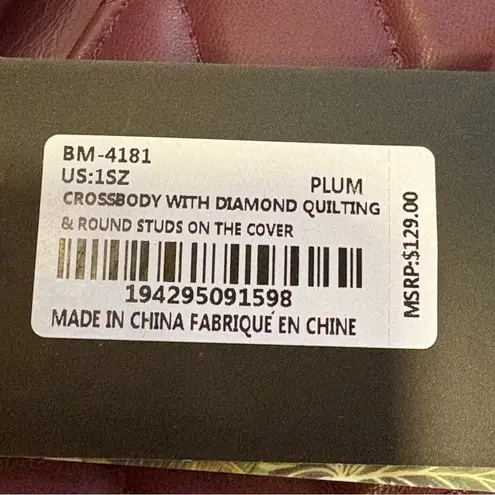 BM-4181
US:1SZ
PLUM
CROSSBODY WITH DIAMOND QUILTING
& ROUND STUDS ON THE COVER
194295091598
MADE IN CHINA FABRIQUÉ EN CHINE
MSRP:$129.00